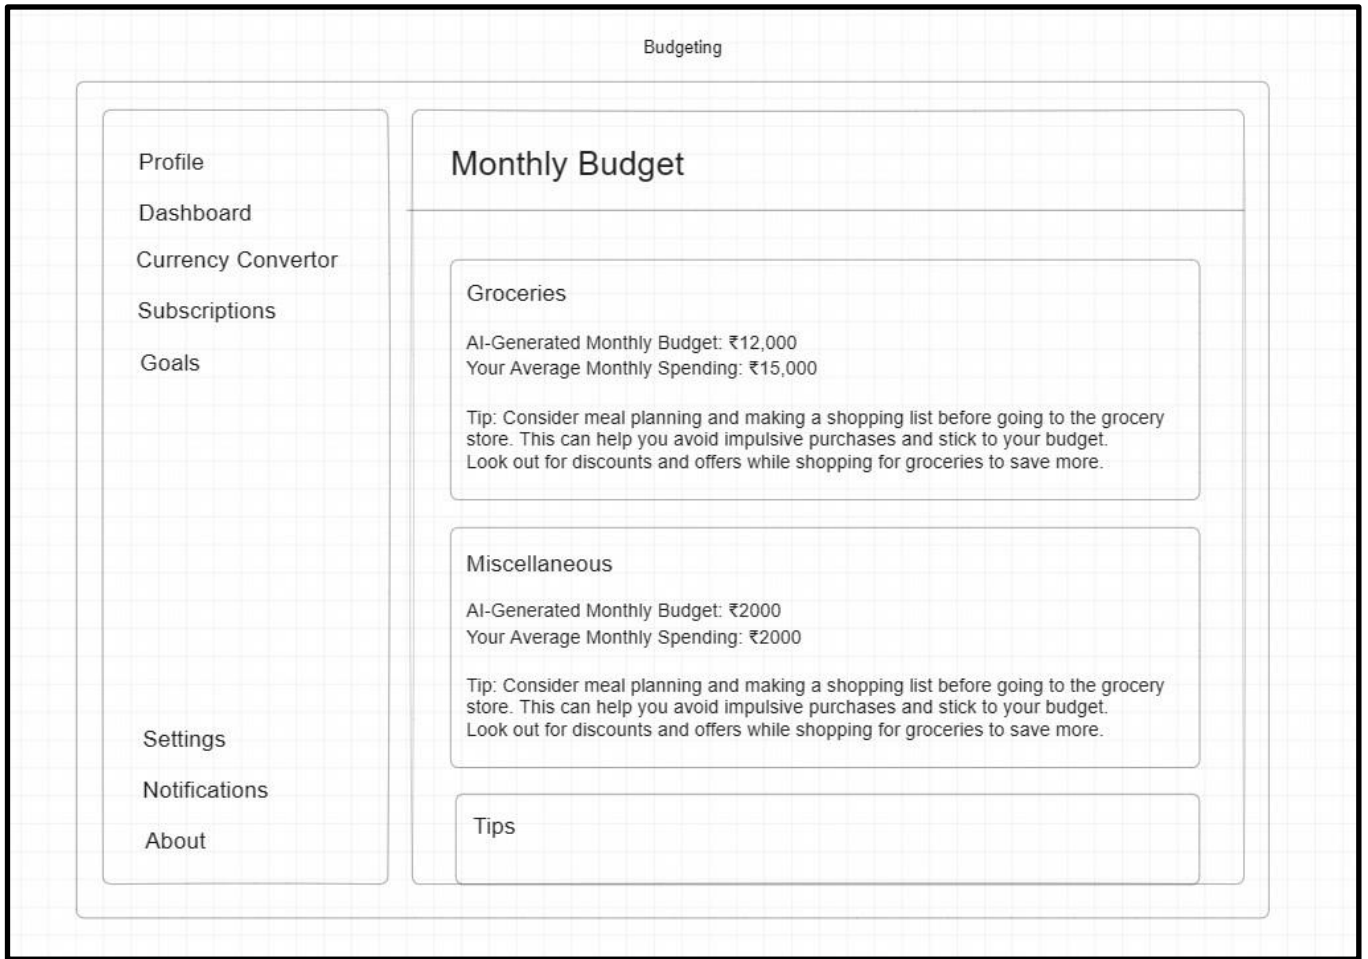 Budgeting
Profile
Dashboard
Currency Convertor
Subscriptions
Goals
Settings
Notifications
About
Monthly Budget
Groceries
AI-Generated Monthly Budget: ₹12,000
Your Average Monthly Spending: ₹15,000
Tip: Consider meal planning and making a shopping list before going to the grocery
store. This can help you avoid impulsive purchases and stick to your budget.
Look out for discounts and offers while shopping for groceries to save more.
Miscellaneous
AI-Generated Monthly Budget: ₹2000
Your Average Monthly Spending: ₹2000
Tip: Consider meal planning and making a shopping list before going to the grocery
store. This can help you avoid impulsive purchases and stick to your budget.
Look out for discounts and offers while shopping for groceries to save more.
Tips